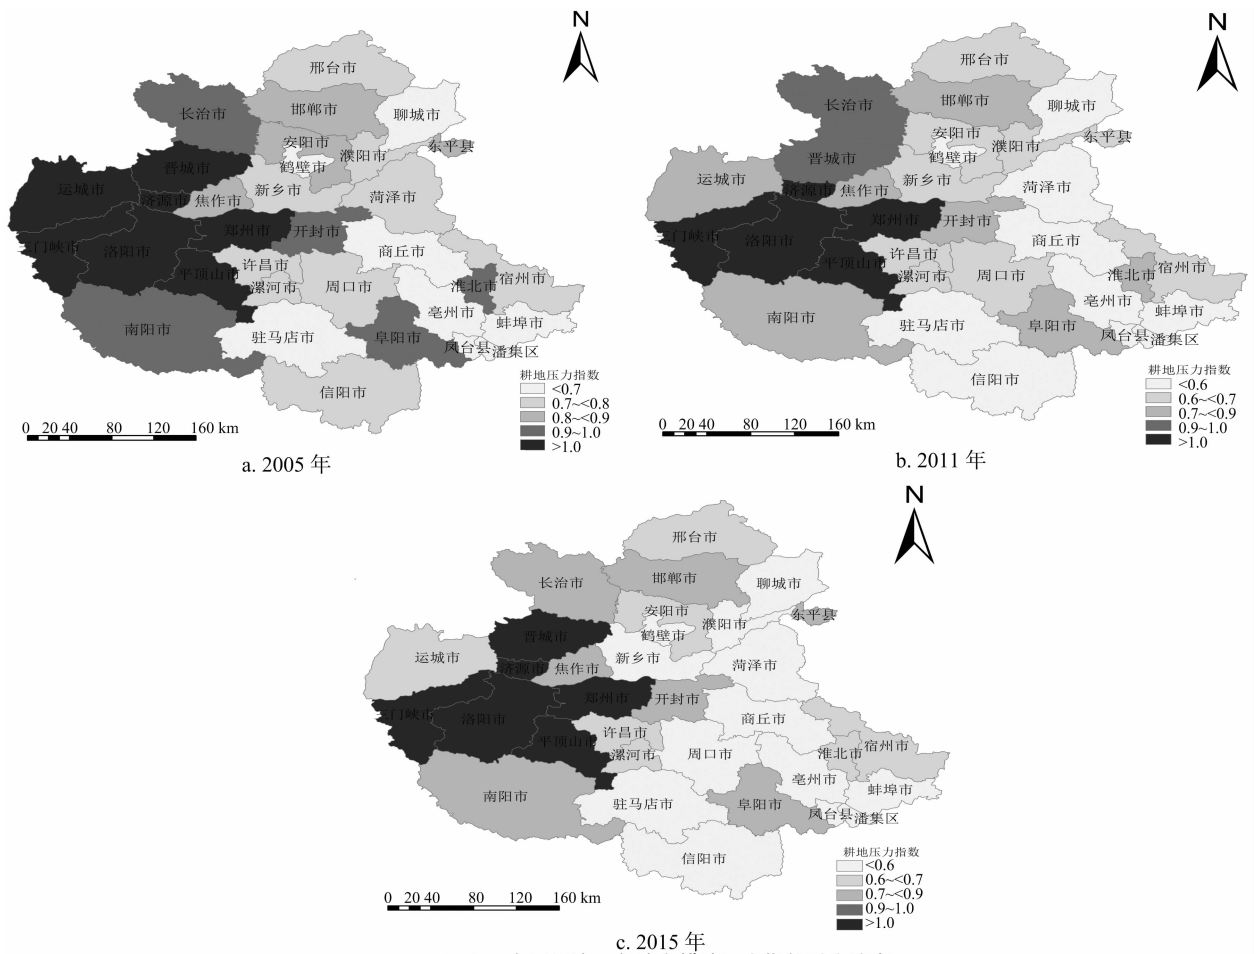 N
邢台市
长治市
邯郸市
聊城市
安阳市
东平县
晋城市
鹤壁市
濮阳市
运城市
济源市
焦作市
新乡市
菏泽市
门峡市
洛阳市
郑州市
开封市
商丘市
平顶山市
许昌市
漯河市
周口市
淮北市
宿州市
南阳市
驻马店市
阜阳市
亳州市
蚌埠市
凤台县
潘集区
信阳市
耕地压力指数
<0.7
0.7~<0.8
0.8~<0.9
0.9~1.0
>1.0
0 20 40 80 120 160 km
a. 2005 年
N
邢台市
长治市
邯郸市
聊城市
安阳市
东平县
晋城市
鹤壁市
濮阳市
运城市
济源市
焦作市
新乡市
菏泽市
门峡市
洛阳市
郑州市
开封市
商丘市
平顶山市
许昌市
漯河市
周口市
淮北市
宿州市
南阳市
驻马店市
阜阳市
亳州市
蚌埠市
凤台县
潘集区
信阳市
耕地压力指数
<0.6
0.6~<0.7
0.7~<0.9
0.9~1.0
>1.0
0 20 40 80 120 160 km
b. 2011 年
N
邢台市
长治市
邯郸市
聊城市
安阳市
东平县
晋城市
鹤壁市
濮阳市
运城市
济源市
焦作市
新乡市
菏泽市
门峡市
洛阳市
郑州市
开封市
商丘市
平顶山市
许昌市
漯河市
周口市
淮北市
宿州市
南阳市
驻马店市
阜阳市
亳州市
蚌埠市
凤台县
潘集区
信阳市
耕地压力指数
<0.6
0.6~<0.7
0.7~<0.9
0.9~1.0
>1.0
0 20 40 80 120 160 km
c. 2015 年